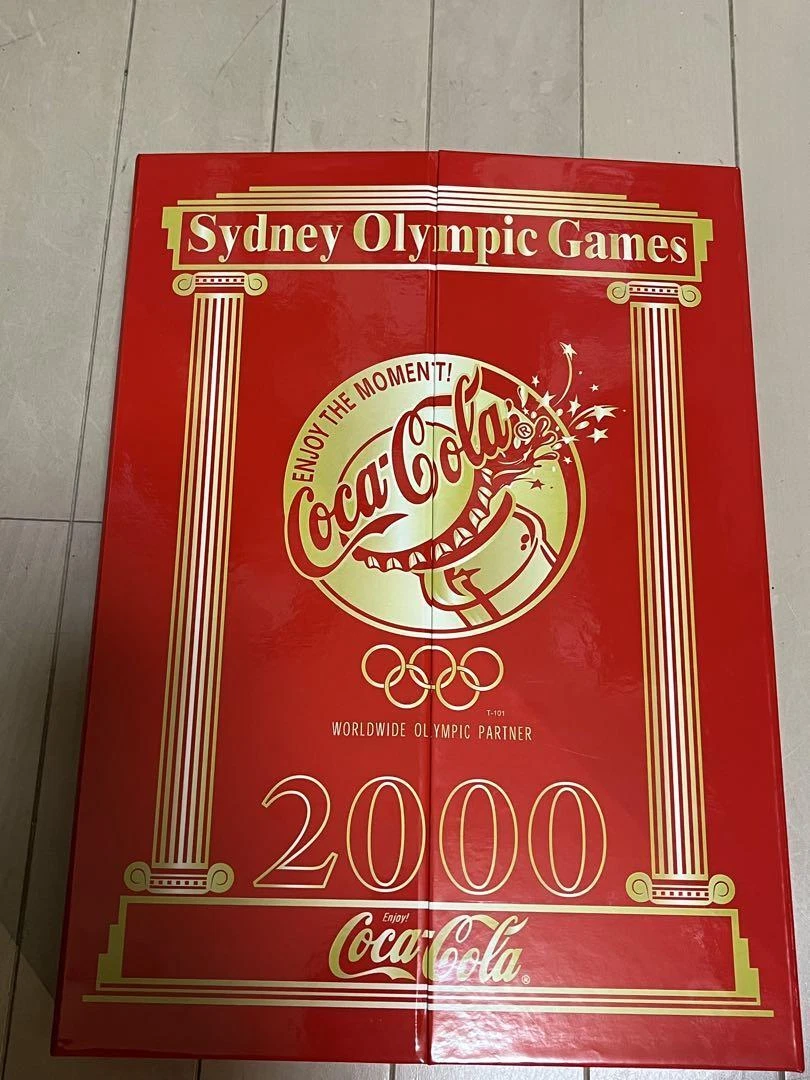 Sydney Olympic Games
ENJOY THE MOMENT!
Coca-Cola®
T-101
WORLDWIDE OLYMPIC PARTNER
2000
Enjoy!
Coca-Cola®